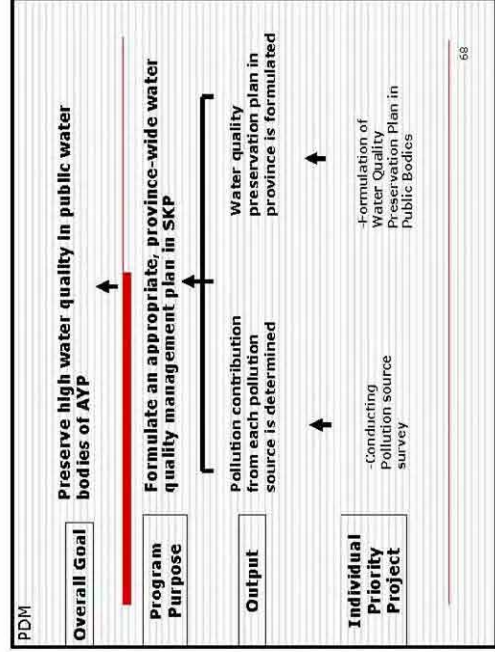 PDM
Overall Goal
Preserve high water quality in public water
bodies of AYP
Program
Purpose
Formulate an appropriate, province-wide water
quality management plan in SKP
Output
Pollution contribution
from each pollution
source is determined
Water quality
preservation plan in
province is formulated
Individual
Priority
Project
-Conducting
Pollution source
survey
-Formulation of
Water Quality
Preservation Plan in
Public Bodies
68